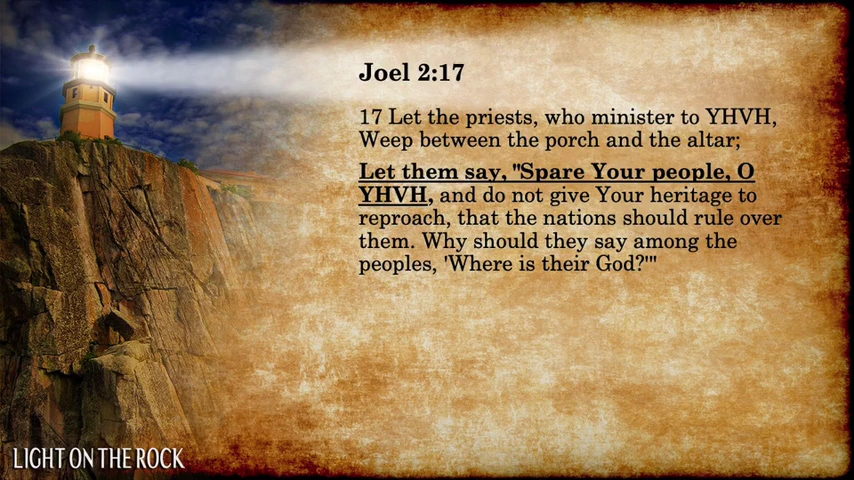 Joel 2:17
17 Let the priests, who minister to YHVH,
Weep between the porch and the altar;
Let them say, "Spare Your people, O
YHVH, and do not give Your heritage to
reproach, that the nations should rule over
them. Why should they say among the
peoples, 'Where is their God?'"
LIGHT ON THE ROCK